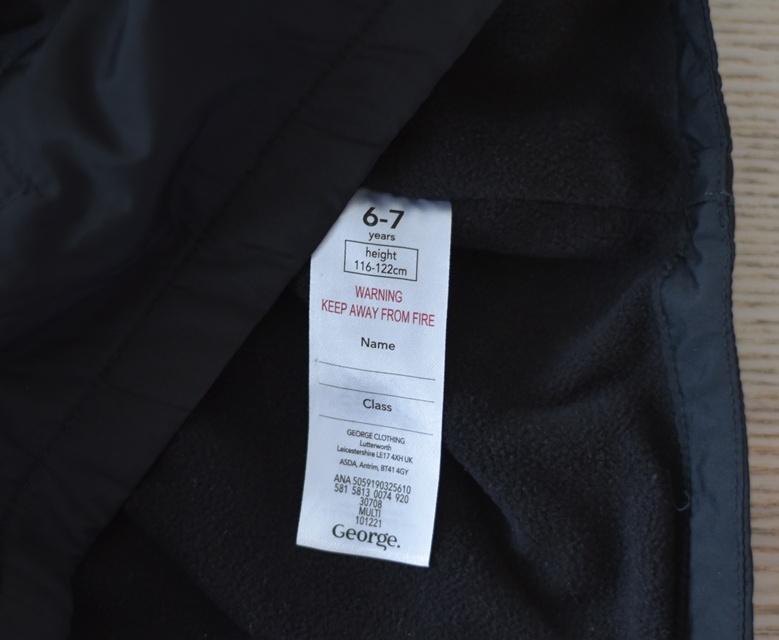 6-7
years
height
116-122cm
WARNING
KEEP AWAY FROM FIRE
Name
Class
GEORGE CLOTHING
Lutterworth
Leicestershire LE17 4XH UK
ASDA, Antrim, BT41 4GY
ANA 5059190325610
581 5813 0074 920
30708
MULTI
101221
George.